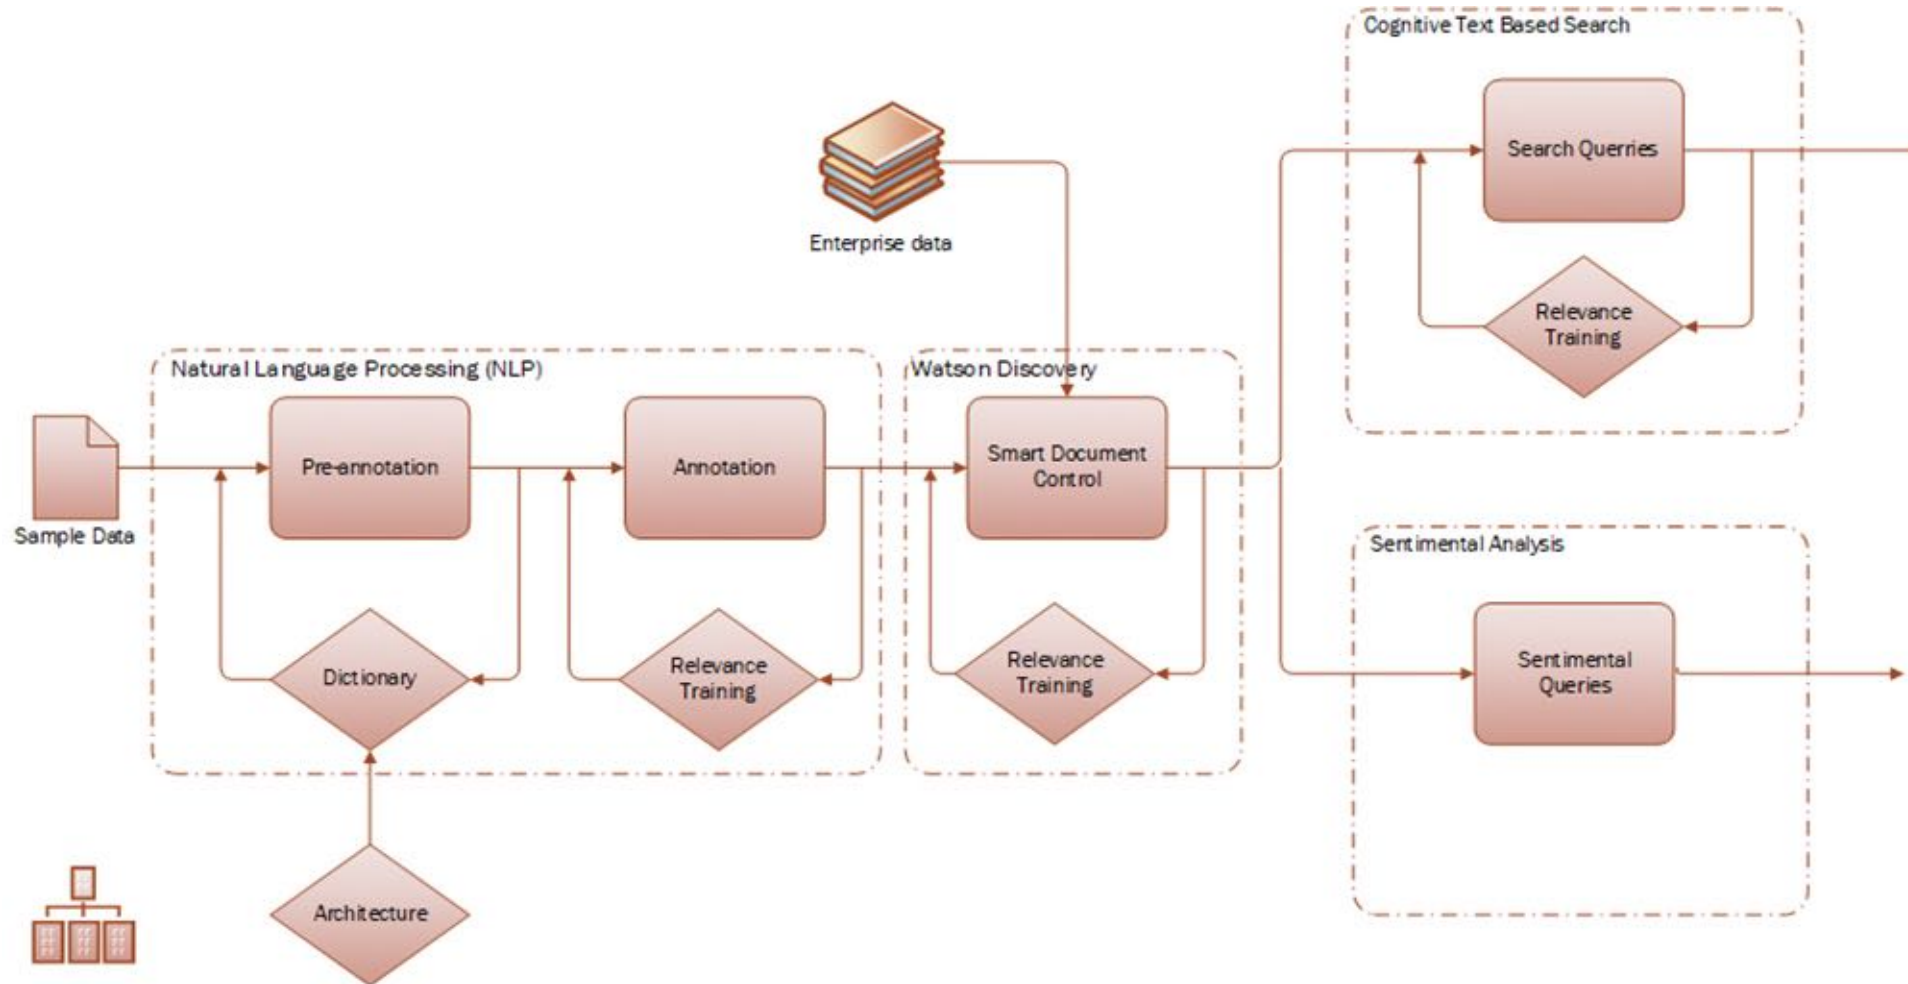 Cognitive Text Based Search
Search Querries
Relevance
Training
Enterprise data
Natural Language Processing (NLP)
Watson Discovery
Pre-annotation
Annotation
Smart Document
Control
Sample Data
Dictionary
Relevance
Training
Relevance
Training
Sentimental Analysis
Sentimental
Queries
Architecture